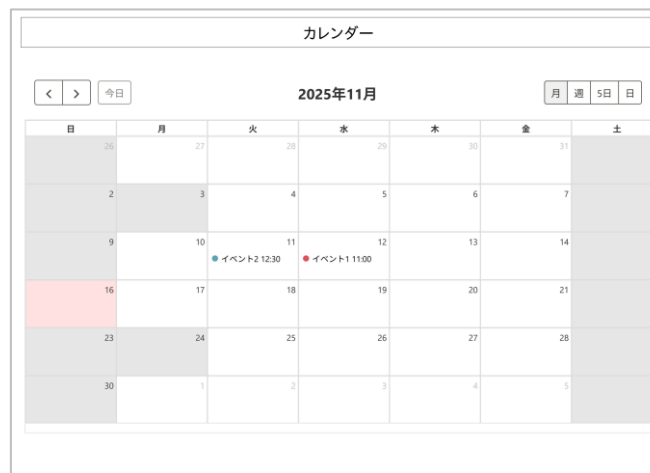 カレンダー
今日
2025年11月
月 週 5日 日
日 月 火 水 木 金 土
26 27 28 29 30 31
2 3 4 5 6 7
9 10 11 12 13 14
イベント2 12:30 イベント1 11:00
16 17 18 19 20 21
23 24 25 26 27 28
30 1 2 3 4 5